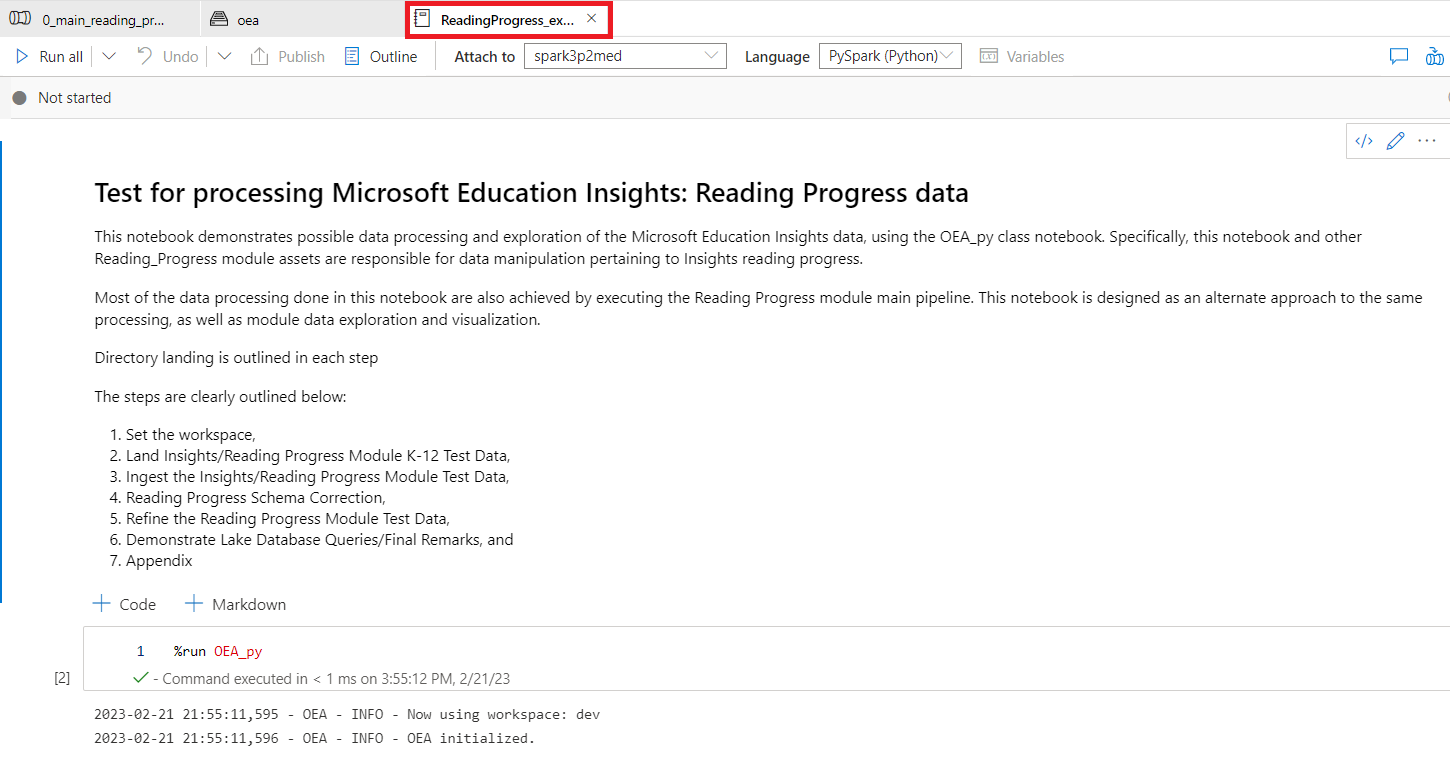 0_main_reading_pr...
oea
ReadingProgress_ex...
Run all
Undo
Publish
Outline
Attach to
spark3p2med
Language
PySpark (Python)
Variables
Not started
Test for processing Microsoft Education Insights: Reading Progress data
This notebook demonstrates possible data processing and exploration of the Microsoft Education Insights data, using the OEA_py class notebook. Specifically, this notebook and other
Reading_Progress module assets are responsible for data manipulation pertaining to Insights reading progress.
Most of the data processing done in this notebook are also achieved by executing the Reading Progress module main pipeline. This notebook is designed as an alternate approach to the same
processing, as well as module data exploration and visualization.
Directory landing is outlined in each step
The steps are clearly outlined below:
1. Set the workspace,
2. Land Insights/Reading Progress Module K-12 Test Data,
3. Ingest the Insights/Reading Progress Module Test Data,
4. Reading Progress Schema Correction,
5. Refine the Reading Progress Module Test Data,
6. Demonstrate Lake Database Queries/Final Remarks, and
7. Appendix
+ Code + Markdown
1 %run OEA_py
[2] - Command executed in < 1 ms on 3:55:12 PM, 2/21/23
2023-02-21 21:55:11,595 - OEA - INFO - Now using workspace: dev
2023-02-21 21:55:11,596 - OEA - INFO - OEA initialized.